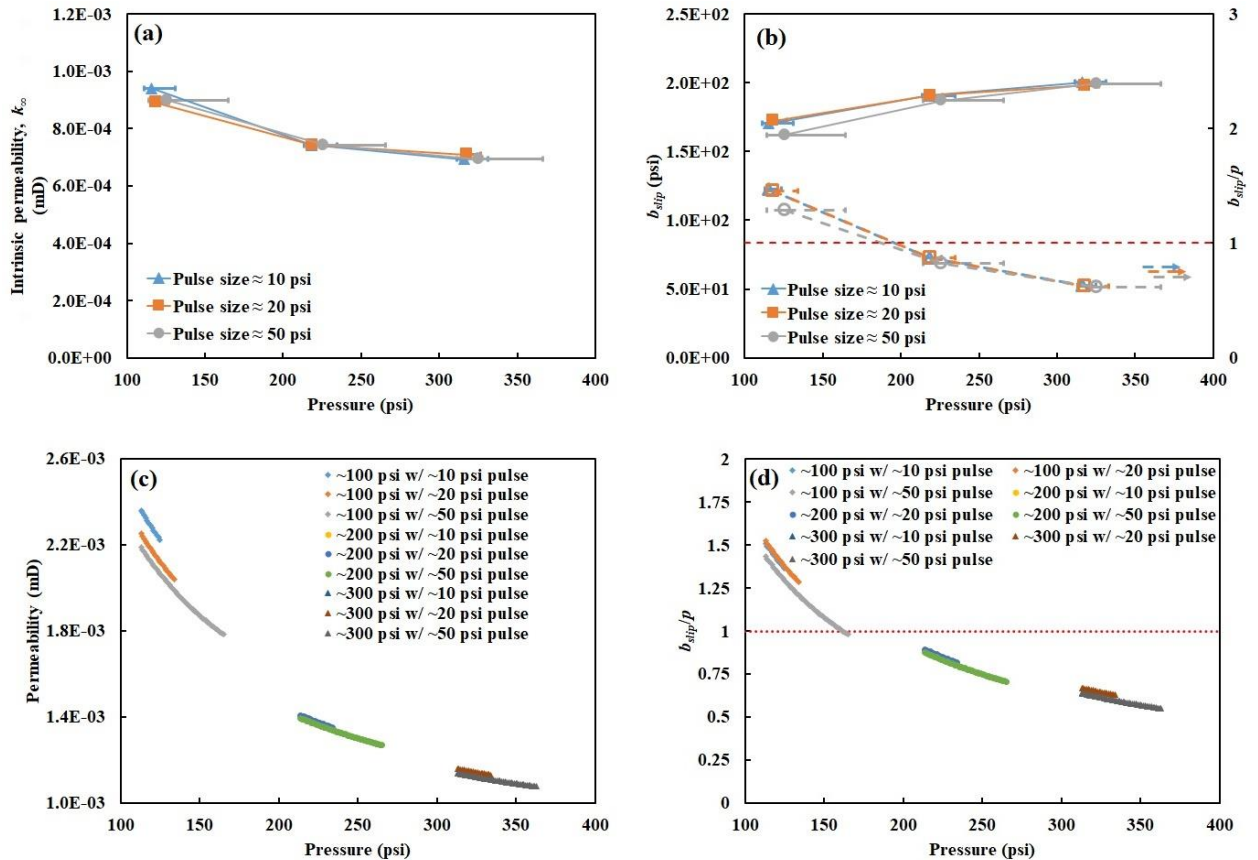 (a)
1.2E-03
1.0E-03
8.0E-04
6.0E-04
4.0E-04
2.0E-04
0.0E+00
Intrinsic permeability, k∞
(mD)
Pulse size ≈ 10 psi
Pulse size ≈ 20 psi
Pulse size ≈ 50 psi
100 150 200 250 300 350 400
Pressure (psi)
(b)
2.5E+02
2.0E+02
1.5E+02
1.0E+02
5.0E+01
0.0E+00
bslip (psi)
3
2
1
0
bslip/p
Pulse size ≈ 10 psi
Pulse size ≈ 20 psi
Pulse size ≈ 50 psi
100 150 200 250 300 350 400
Pressure (psi)
(c)
2.6E-03
2.2E-03
1.8E-03
1.4E-03
1.0E-03
Permeability (mD)
~100 psi w/ ~10 psi pulse
~100 psi w/ ~20 psi pulse
~100 psi w/ ~50 psi pulse
~200 psi w/ ~10 psi pulse
~200 psi w/ ~20 psi pulse
~200 psi w/ ~50 psi pulse
~300 psi w/ ~10 psi pulse
~300 psi w/ ~20 psi pulse
~300 psi w/ ~50 psi pulse
100 150 200 250 300 350 400
Pressure (psi)
(d)
2
1.75
1.5
1.25
1
0.75
0.5
0.25
0
bslip/p
~100 psi w/ ~10 psi pulse
~100 psi w/ ~20 psi pulse
~100 psi w/ ~50 psi pulse
~200 psi w/ ~10 psi pulse
~200 psi w/ ~20 psi pulse
~200 psi w/ ~50 psi pulse
~300 psi w/ ~10 psi pulse
~300 psi w/ ~20 psi pulse
~300 psi w/ ~50 psi pulse
100 150 200 250 300 350 400
Pressure (psi)